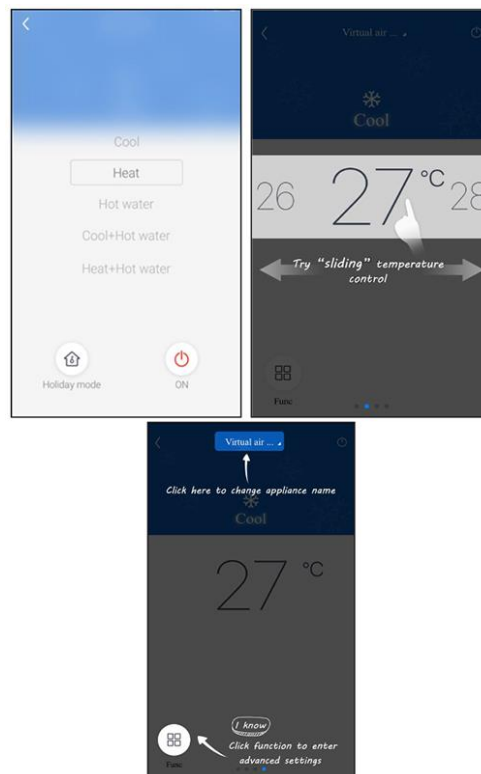 Cool
Heat
Hot water
Cool+Hot water
Heat+Hot water
Holiday mode
ON
Virtual air ...
Cool
26
27°C
28
Try “sliding” temperature
control
Func
Virtual air ...
Click here to change appliance name
Cool
27 °C
I know
Click function to enter
advanced settings
Func